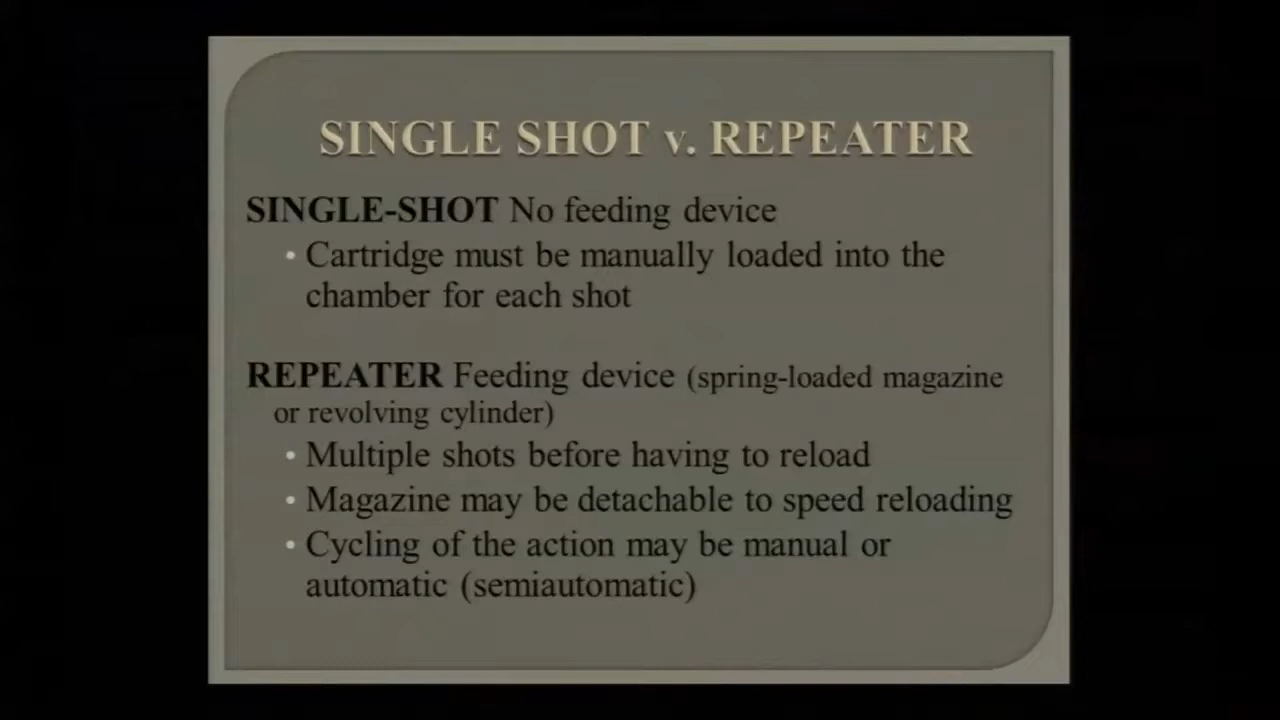 SINGLE SHOT v. REPEATER
SINGLE-SHOT No feeding device
• Cartridge must be manually loaded into the
chamber for each shot
REPEATER Feeding device (spring-loaded magazine
or revolving cylinder)
• Multiple shots before having to reload
• Magazine may be detachable to speed reloading
• Cycling of the action may be manual or
automatic (semiautomatic)